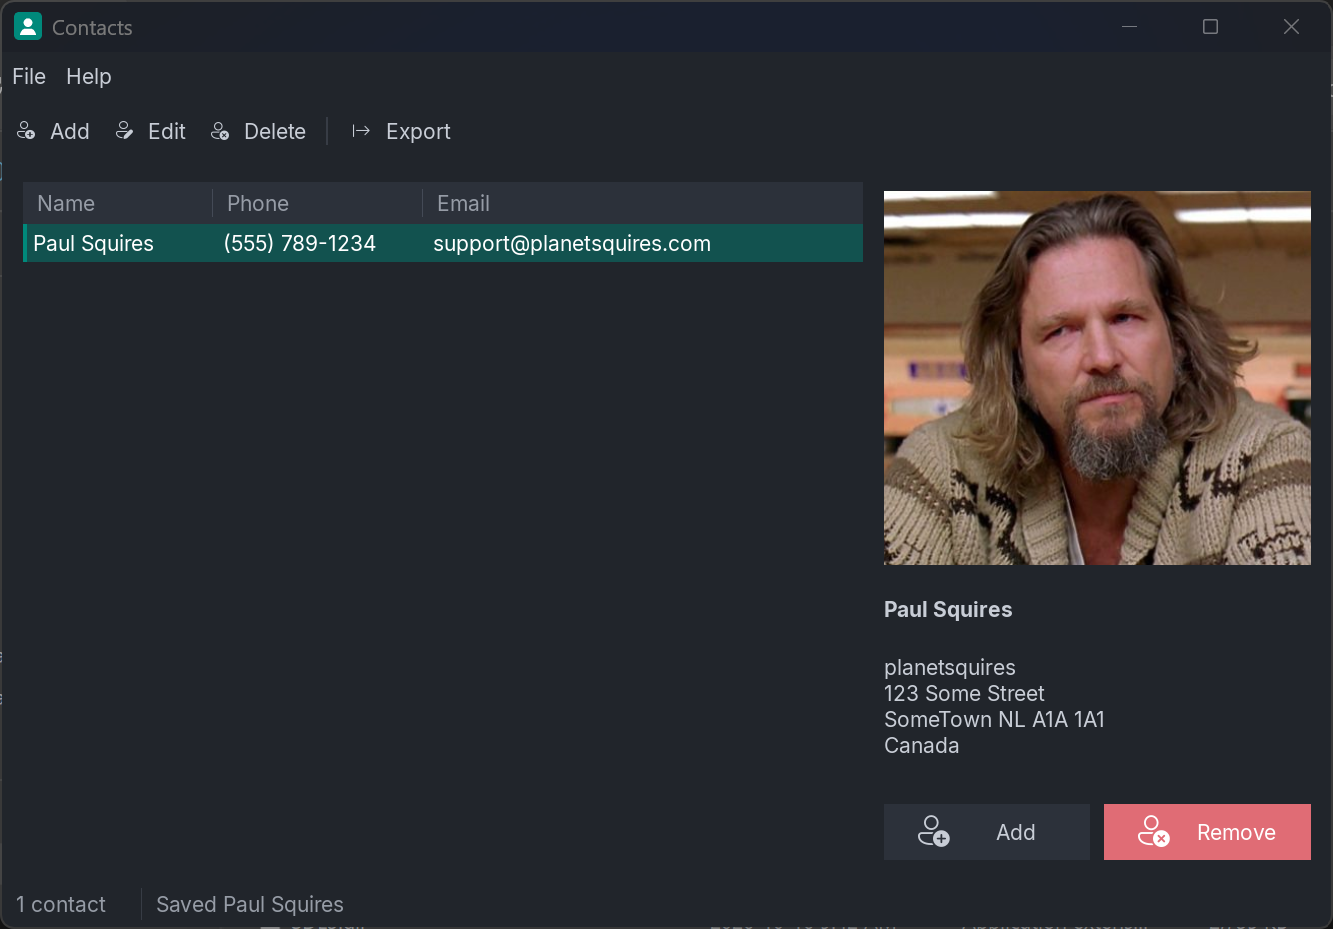 Contacts
File Help
Add Edit Delete Export
Name Phone Email
Paul Squires (555) 789-1234 support@planetsquires.com
Paul Squires
planetsquires
123 Some Street
SomeTown NL A1A 1A1
Canada
Add Remove
1 contact Saved Paul Squires